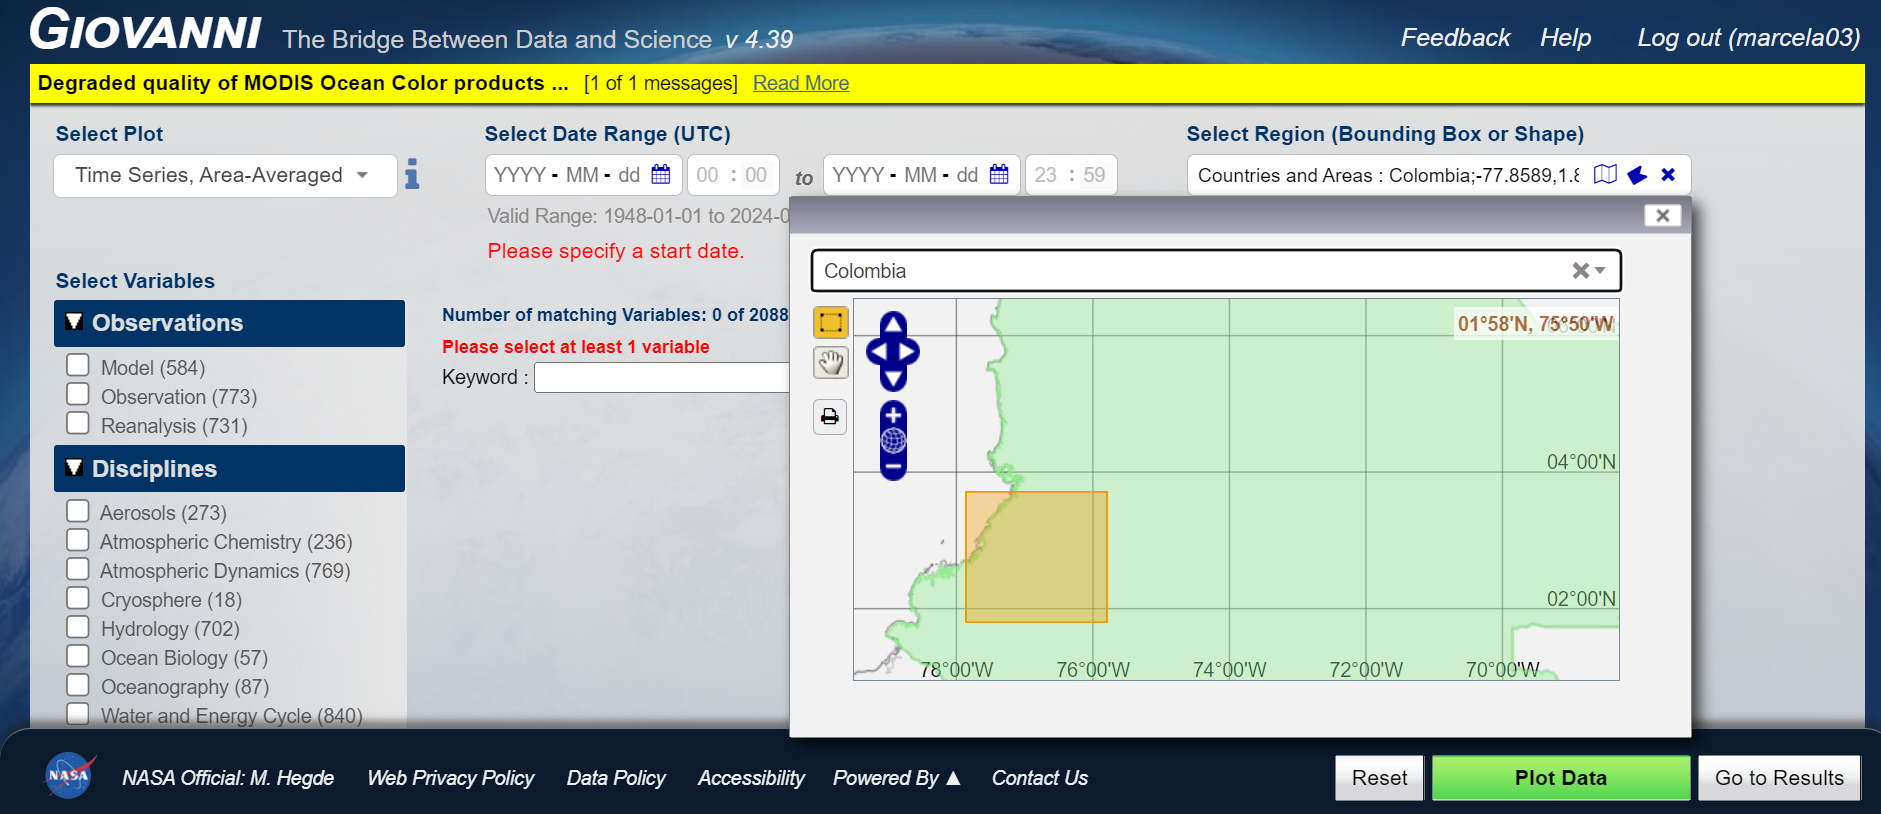 GIOVANNI The Bridge Between Data and Science v 4.39
Feedback Help Log out (marcela03)
Degraded quality of MODIS Ocean Color products ... [1 of 1 messages] Read More
Select Plot
Time Series, Area-Averaged
Select Date Range (UTC)
YYYY - MM - dd 00 : 00 to YYYY - MM - dd 23 : 59
Valid Range: 1948-01-01 to 2024-0
Please specify a start date.
Select Region (Bounding Box or Shape)
Countries and Areas : Colombia;-77.8589,1.8
Select Variables
Observations
Model (584)
Observation (773)
Reanalysis (731)
Disciplines
Aerosols (273)
Atmospheric Chemistry (236)
Atmospheric Dynamics (769)
Cryosphere (18)
Hydrology (702)
Ocean Biology (57)
Oceanography (87)
Water and Energy Cycle (840)
Number of matching Variables: 0 of 2088
Please select at least 1 variable
Keyword :
Colombia
01°58'N, 75°50'W
04°00'N
02°00'N
78°00'W 76°00'W 74°00'W 72°00'W 70°00'W
NASA
NASA Official: M. Hegde Web Privacy Policy Data Policy Accessibility Powered By ▲ Contact Us
Reset Plot Data Go to Results